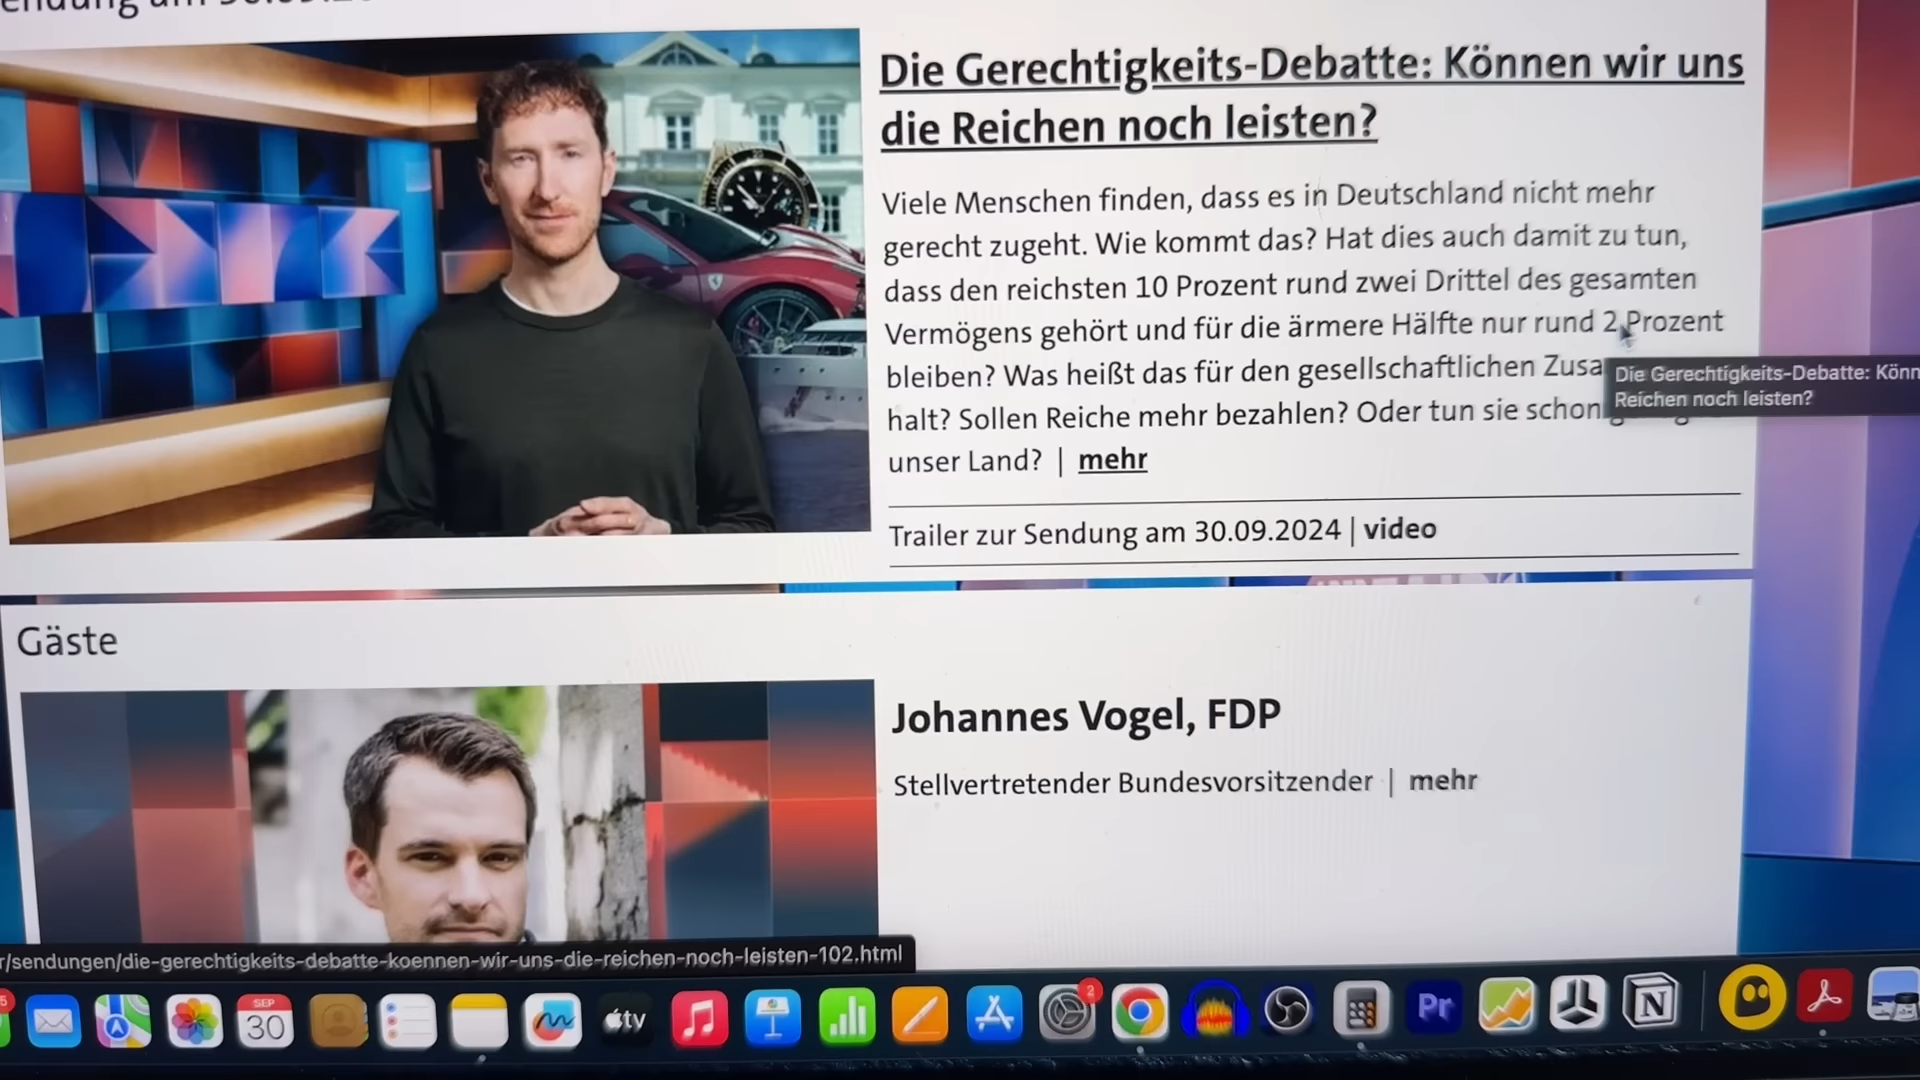 Die Gerechtigkeits-Debatte: Können wir uns
die Reichen noch leisten?
Viele Menschen finden, dass es in Deutschland nicht mehr
gerecht zugeht. Wie kommt das? Hat dies auch damit zu tun,
dass den reichsten 10 Prozent rund zwei Drittel des gesamten
Vermögens gehört und für die ärmere Hälfte nur rund 2 Prozent
bleiben? Was heißt das für den gesellschaftlichen
halt? Sollen Reiche mehr bezahlen? Oder tun sie schon
unser Land? | mehr
Die Gerechtigkeits-Debatte: Könn
Reichen noch leisten?
Trailer zur Sendung am 30.09.2024 | video
Gäste
Johannes Vogel, FDP
Stellvertretender Bundesvorsitzender | mehr
r/sendungen/die-gerechtigkeits-debatte-koennen-wir-uns-die-reichen-noch-leisten-102.html
5
SEP
30
tv
2
Pr
N